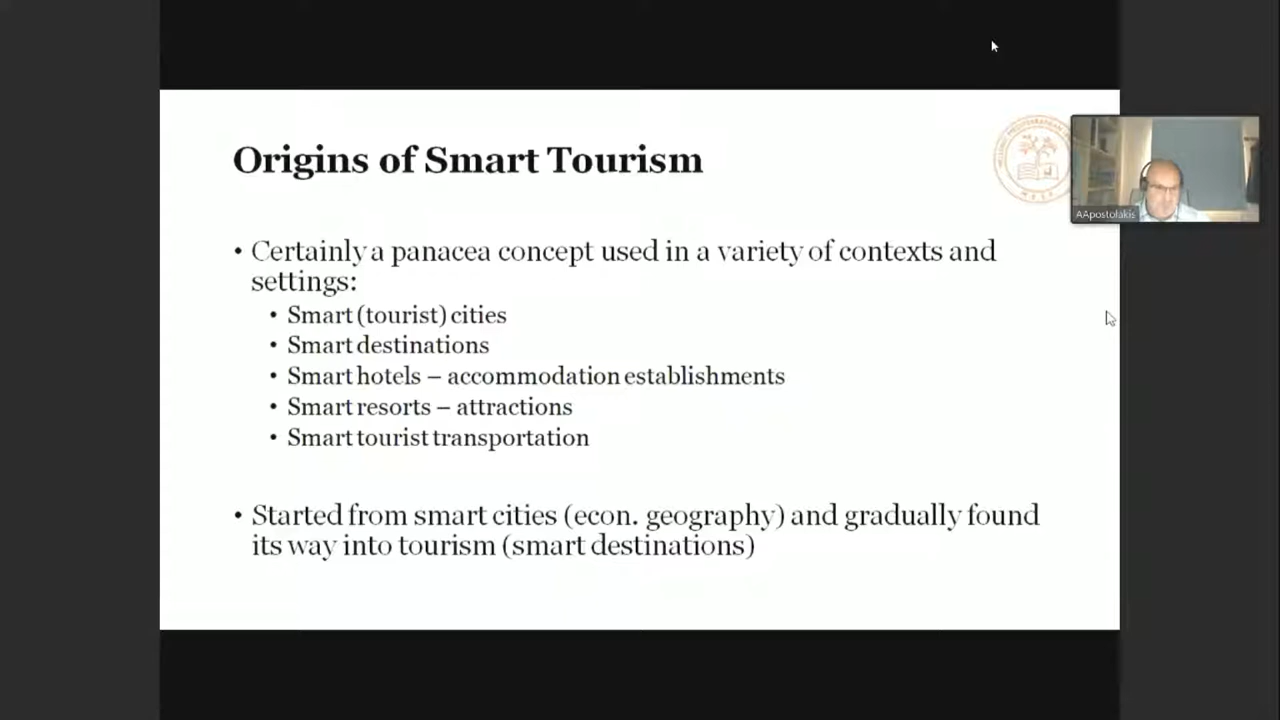 Origins of Smart Tourism
• Certainly a panacea concept used in a variety of contexts and
settings:
• Smart (tourist) cities
• Smart destinations
• Smart hotels – accommodation establishments
• Smart resorts – attractions
• Smart tourist transportation
• Started from smart cities (econ. geography) and gradually found
its way into tourism (smart destinations)
AApostolakis